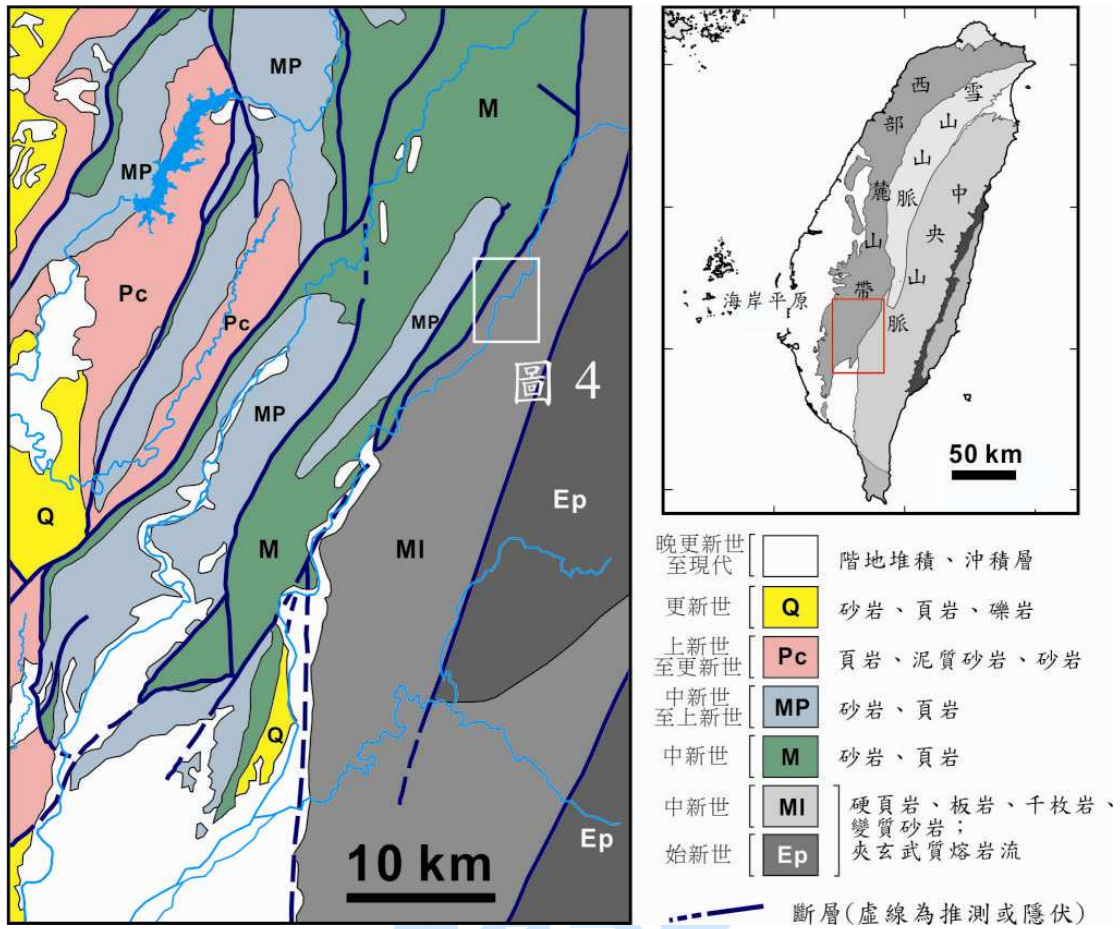 MP
M
MP
Pc
Pc
MP
圖 4
MP
Q
Ep
M
MI
Q
Ep
10 km
西部麓山帶
雪山山脈
中央山脈
海岸平原
50 km
晚更新世
至現代
階地堆積、沖積層
更新世
Q
砂岩、頁岩、礫岩
上新世
至更新世
Pc
頁岩、泥質砂岩、砂岩
中新世
至上新世
MP
砂岩、頁岩
中新世
M
砂岩、頁岩
中新世
MI
硬頁岩、板岩、千枚岩、
變質砂岩；
始新世
Ep
夾玄武質熔岩流
斷層(虛線為推測或隱伏)